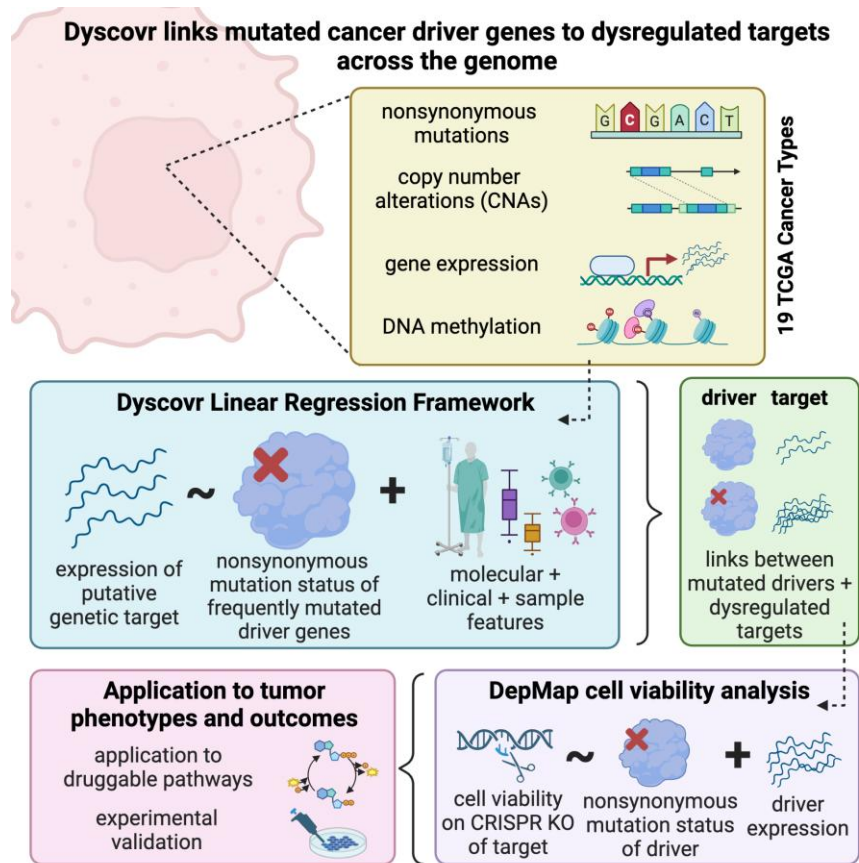 Dyscovr links mutated cancer driver genes to dysregulated targets
across the genome
nonsynonymous
mutations
G C G A C T
copy number
alterations (CNAs)
gene expression
DNA methylation
19 TCGA Cancer Types
Dyscovr Linear Regression Framework
~
+
expression of
putative
genetic target
nonsynonymous
mutation status of
frequently mutated
driver genes
molecular +
clinical + sample
features
driver target
links between
mutated drivers +
dysregulated
targets
Application to tumor
phenotypes and outcomes
application to
druggable pathways
experimental
validation
DepMap cell viability analysis
~
+
cell viability
on CRISPR KO
of target
nonsynonymous
mutation status
of driver
driver
expression